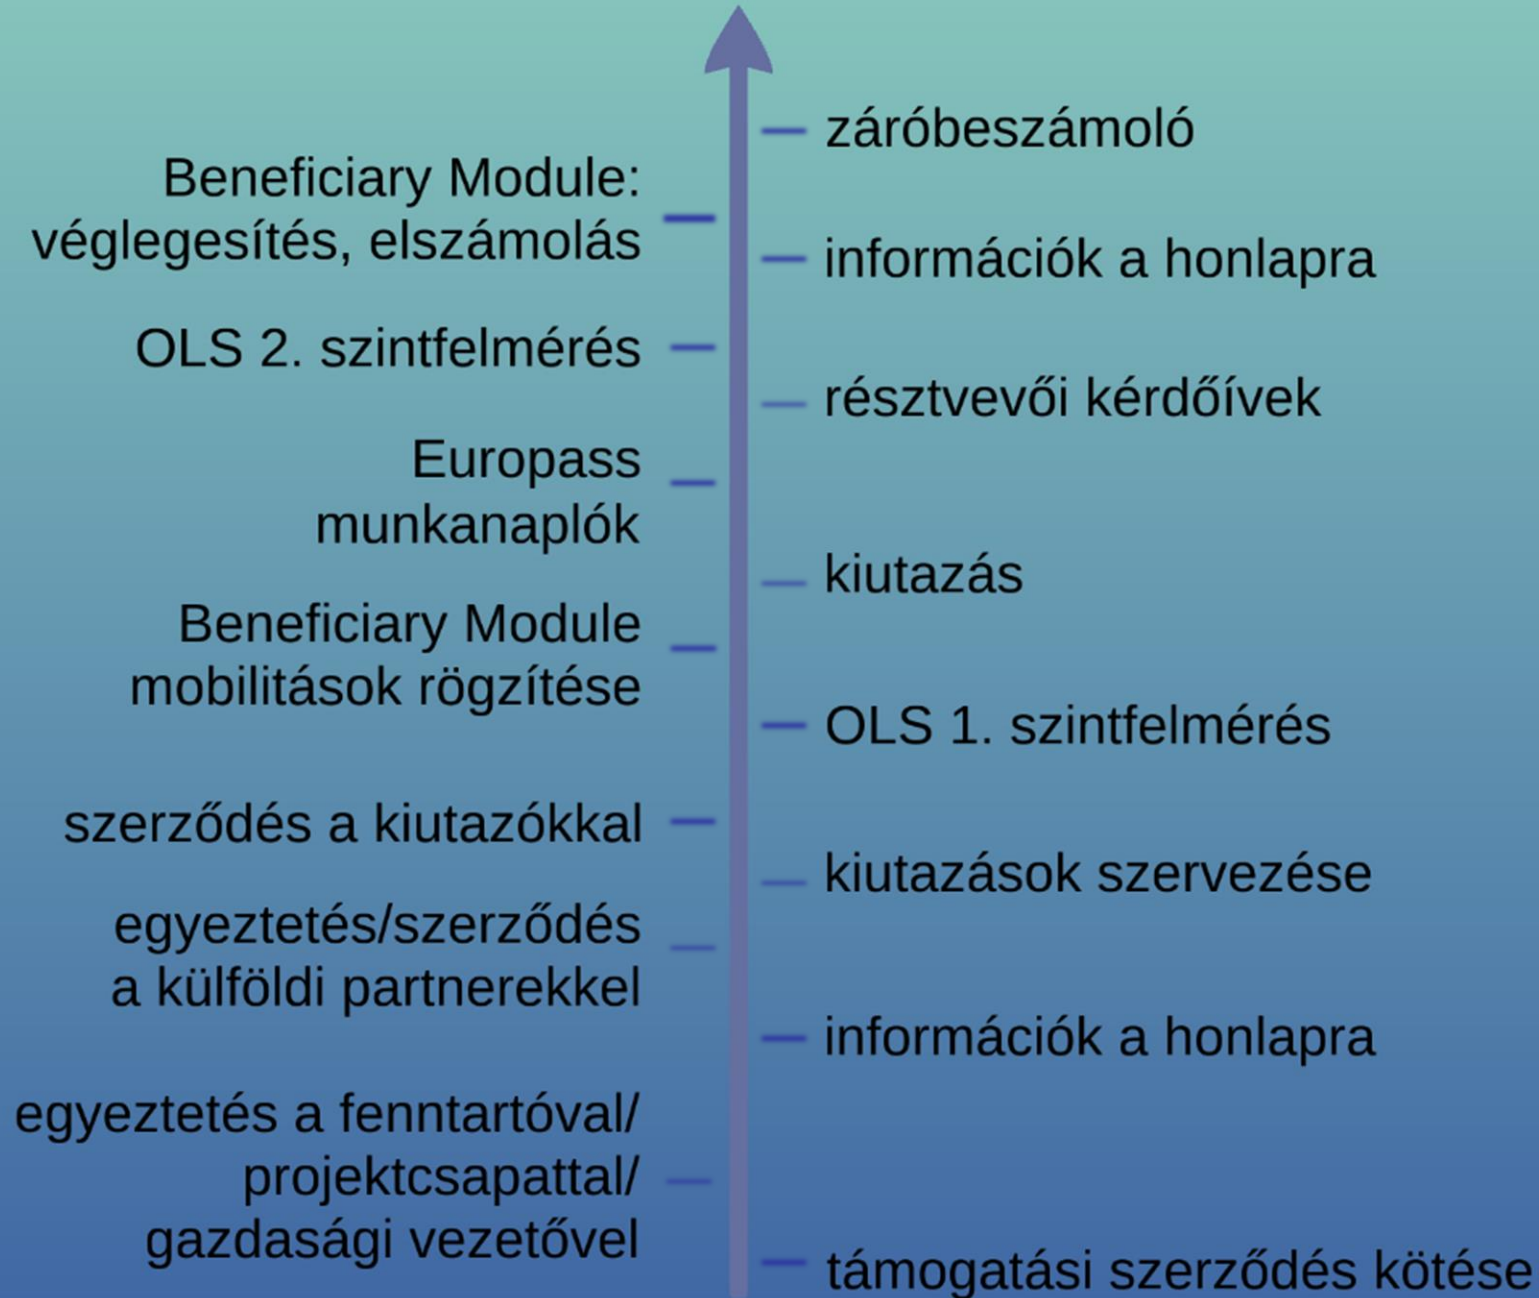 záróbeszámoló
Beneficiary Module:
véglegesítés, elszámolás
információk a honlapra
OLS 2. szintfelmérés
résztvevői kérdőívek
Europass
munkanaplók
kiutazás
Beneficiary Module
mobilitások rögzítése
OLS 1. szintfelmérés
szerződés a kiutazókkal
kiutazások szervezése
egyeztetés/szerződés
a külföldi partnerekkel
információk a honlapra
egyeztetés a fenntartóval/
projektcsapattal/
gazdasági vezetővel
támogatási szerződés kötése